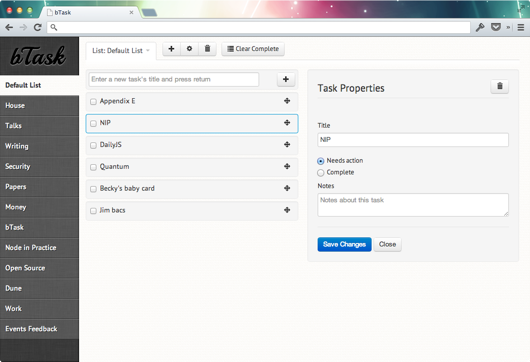 bTask
bTask
List: Default List
Clear Complete
Default List
House
Talks
Writing
Security
Papers
Money
bTask
Node in Practice
Open Source
Dune
Work
Events Feedback
Enter a new task's title and press return
Appendix E
NIP
DailyJS
Quantum
Becky's baby card
Jim bacs
Task Properties
Title
NIP
Needs action
Complete
Notes
Notes about this task
Save Changes
Close